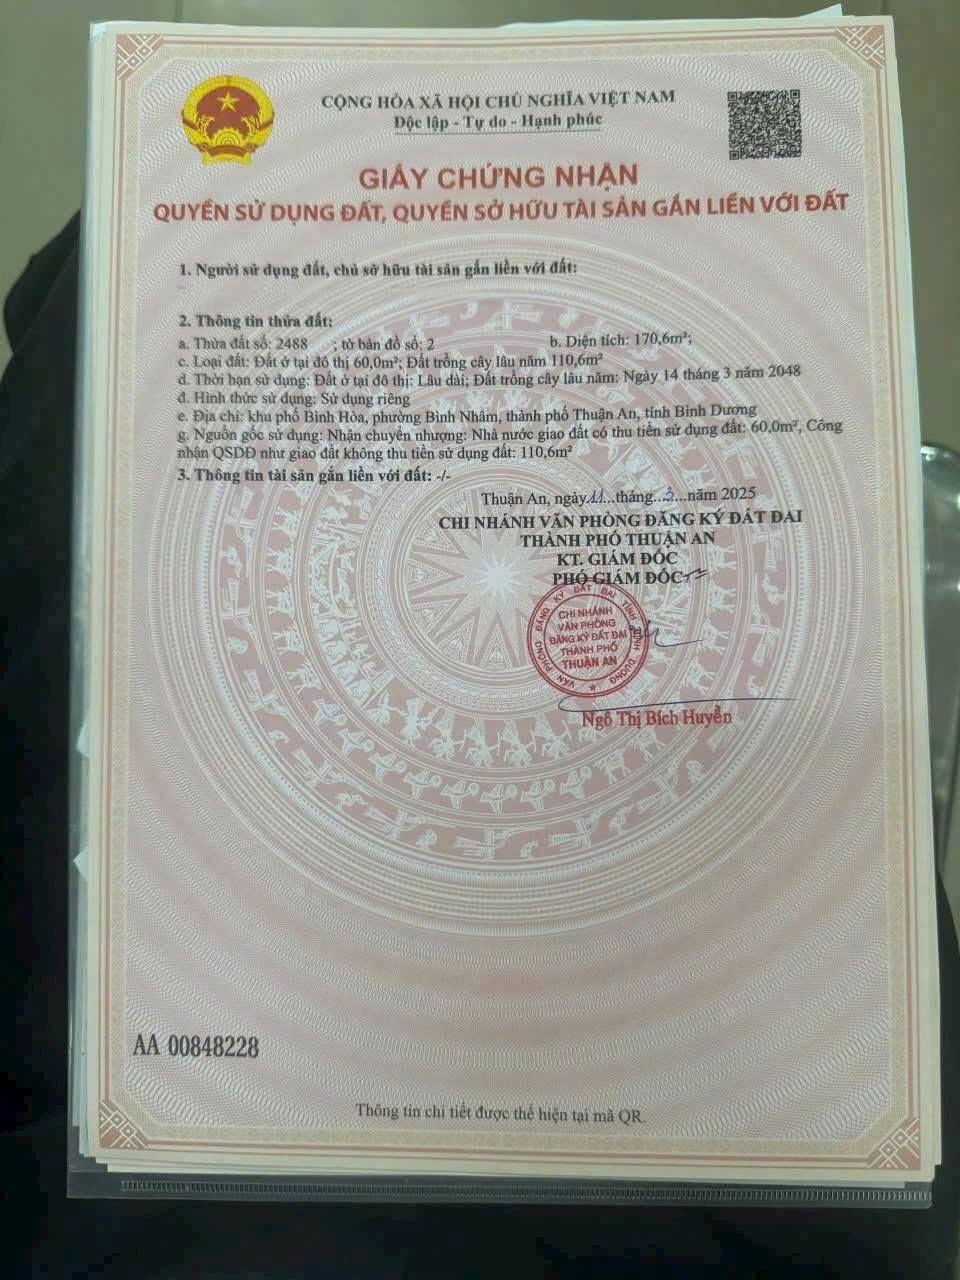 CỘNG HÒA XÃ HỘI CHỦ NGHĨA VIỆT NAM
Độc lập - Tự do - Hạnh phúc
GIẤY CHỨNG NHẬN
QUYỀN SỬ DỤNG ĐẤT, QUYỀN SỞ HỮU TÀI SẢN GẮN LIỀN VỚI ĐẤT
1. Người sử dụng đất, chủ sở hữu tài sản gắn liền với đất:
2. Thông tin thửa đất:
a. Thửa đất số: 2488 ; tờ bản đồ số: 2 b. Diện tích: 170,6m²;
c. Loại đất: Đất ở tại đô thị 60,0m²; Đất trồng cây lâu năm 110,6m²
d. Thời hạn sử dụng: Đất ở tại đô thị: Lâu dài; Đất trồng cây lâu năm: Ngày 14 tháng 3 năm 2048
đ. Hình thức sử dụng: Sử dụng riêng
e. Địa chỉ: khu phố Bình Hòa, phường Bình Nhâm, thành phố Thuận An, tỉnh Bình Dương
g. Nguồn gốc sử dụng: Nhận chuyển nhượng: Nhà nước giao đất có thu tiền sử dụng đất: 60,0m², Công
nhận QSDĐ như giao đất không thu tiền sử dụng đất: 110,6m²
3. Thông tin tài sản gắn liền với đất: -/-
Thuận An, ngày 11...tháng...3...năm 2025
CHI NHÁNH VĂN PHÒNG ĐĂNG KÝ ĐẤT ĐAI
THÀNH PHỐ THUẬN AN
KT. GIÁM ĐỐC
PHÓ GIÁM ĐỐC
VĂN PHÒNG ĐĂNG KÝ ĐẤT ĐAI TỈNH BÌNH DƯƠNG
CHI NHÁNH
VĂN PHÒNG
ĐĂNG KÝ ĐẤT ĐAI
THÀNH PHỐ
THUẬN AN
Ngô Thị Bích Huyền
AA 00848228
Thông tin chi tiết được thể hiện tại mã QR.